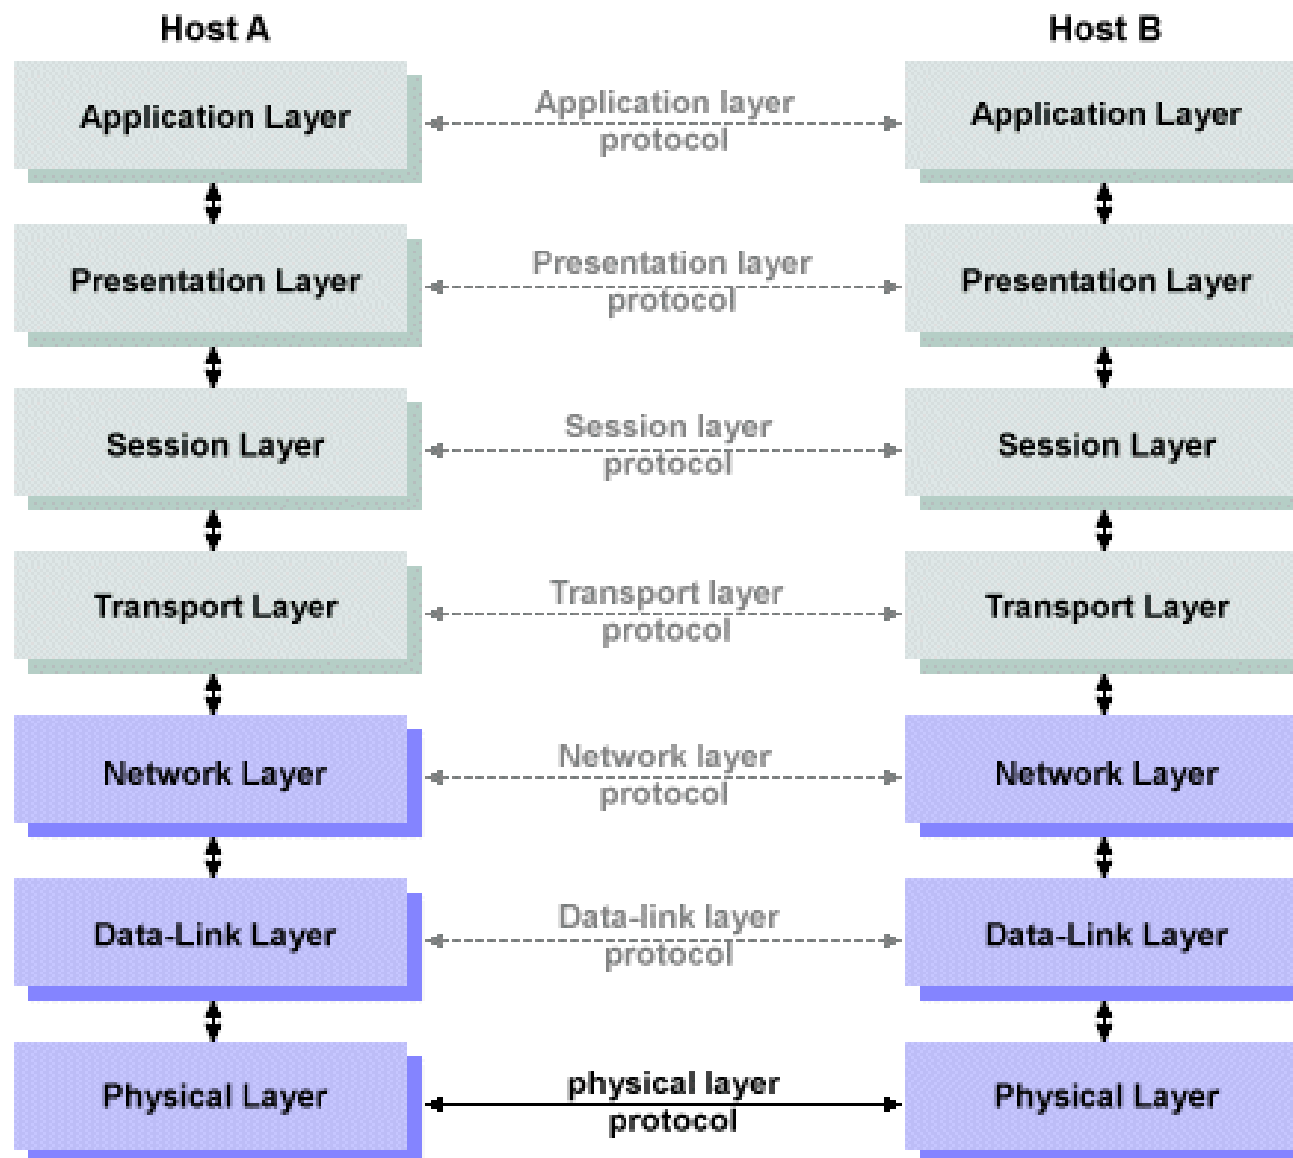 Host A
Host B
Application Layer
Application layer
protocol
Application Layer
Presentation Layer
Presentation layer
protocol
Presentation Layer
Session Layer
Session layer
protocol
Session Layer
Transport Layer
Transport layer
protocol
Transport Layer
Network Layer
Network layer
protocol
Network Layer
Data-Link Layer
Data-link layer
protocol
Data-Link Layer
Physical Layer
physical layer
protocol
Physical Layer